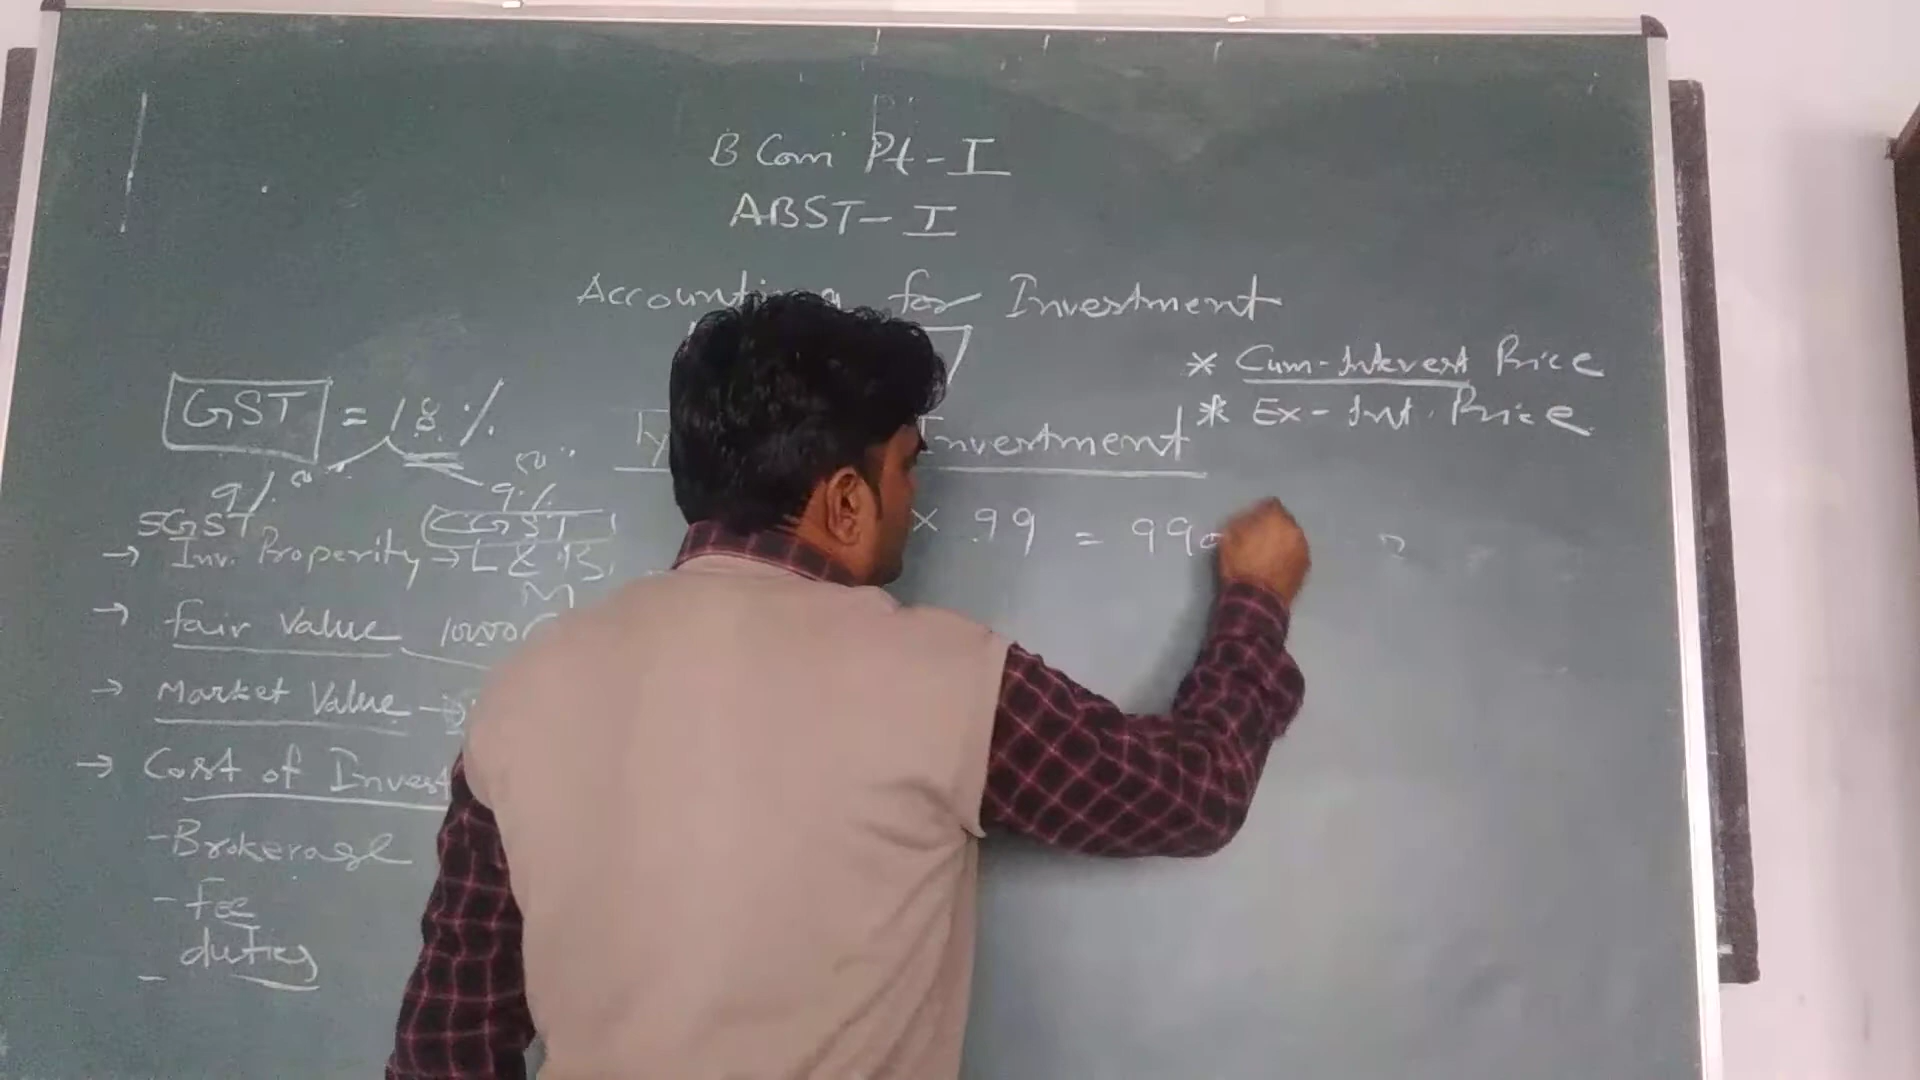 B Com Pt-I
ABST-I
Accounting for Investment
* Cum-Interest Price
* Ex-Int. Price
GST = 18%
Investment
9%
9%
SGST
CGST
→ Inv. Properity → L & B.
M
× 99 = 990
→ fair Value
→ Market Value →
→ Cost of Invest
- Brokerage
- Fee
- duties